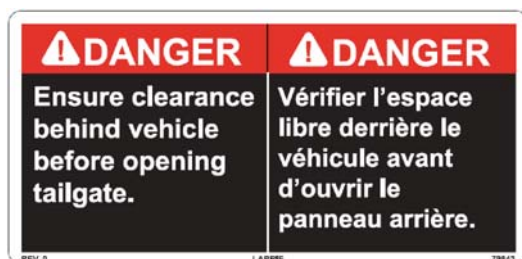 DANGER
Ensure clearance
behind vehicle
before opening
tailgate.
DANGER
Vérifier l'espace
libre derrière le
véhicule avant
d'ouvrir le
panneau arrière.